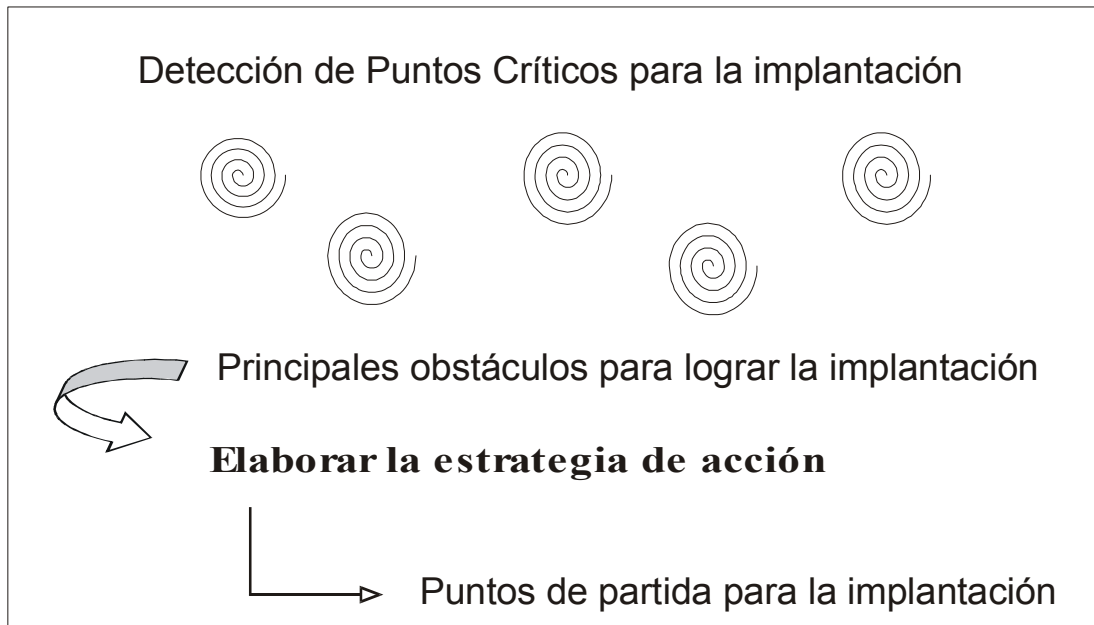 Detección de Puntos Críticos para la implantación
Principales obstáculos para lograr la implantación
Elaborar la estrategia de acción
Puntos de partida para la implantación